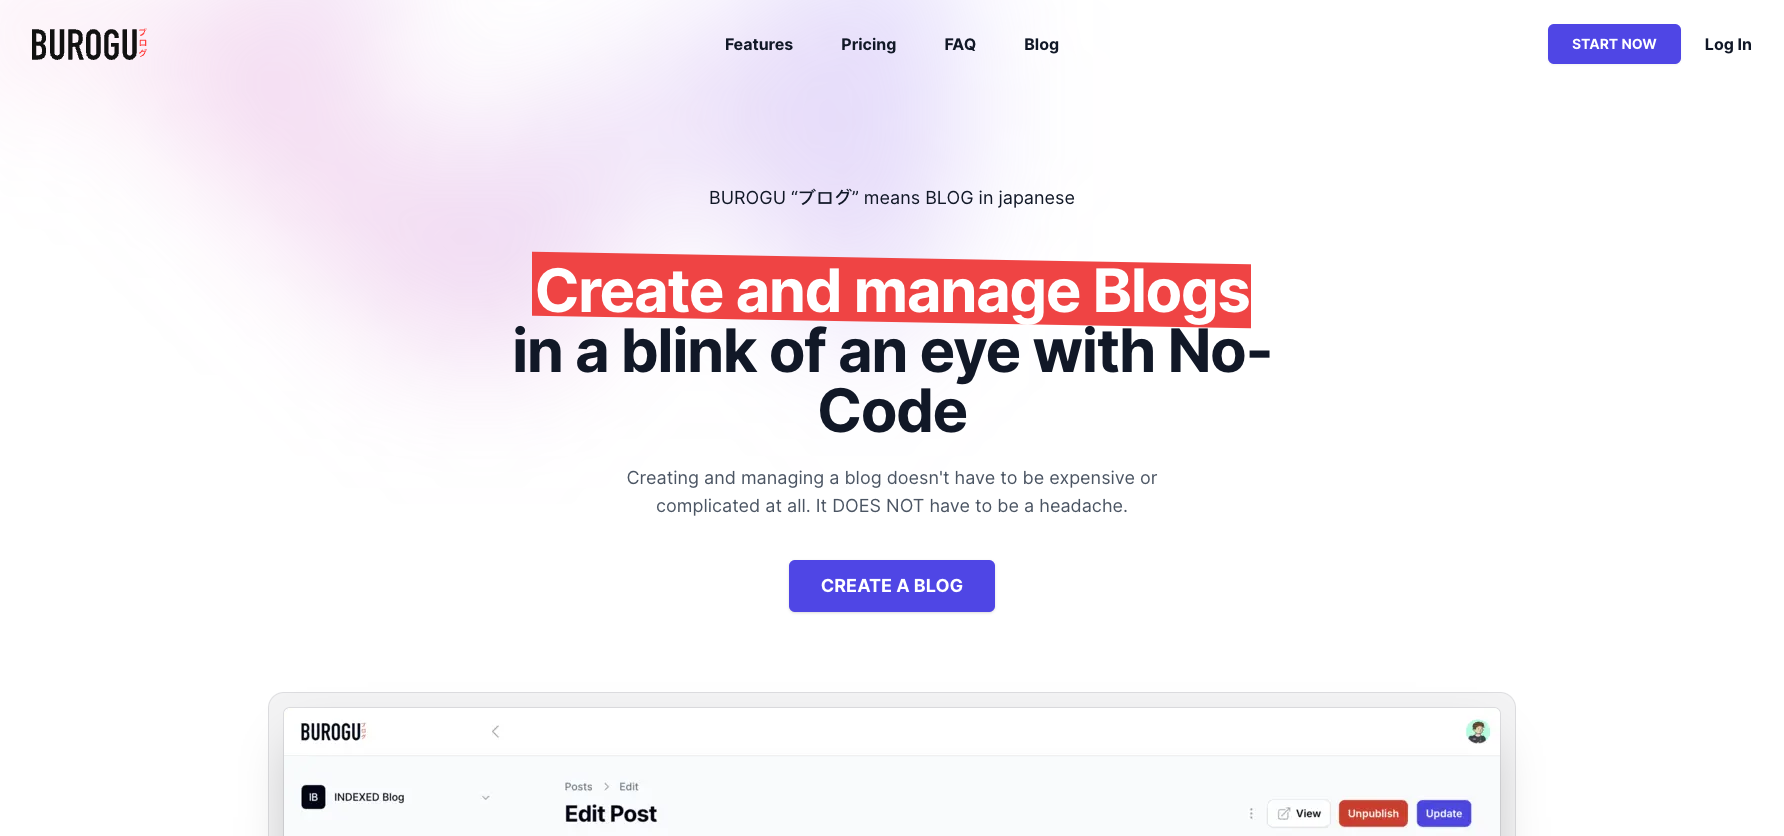 BUROGU ブログ
Features Pricing FAQ Blog
START NOW Log In
BUROGU “ブログ” means BLOG in japanese
Create and manage Blogs
in a blink of an eye with No-
Code
Creating and managing a blog doesn't have to be expensive or
complicated at all. It DOES NOT have to be a headache.
CREATE A BLOG
BUROGU ブログ
IB INDEXED Blog
Posts Edit
Edit Post
View Unpublish Update